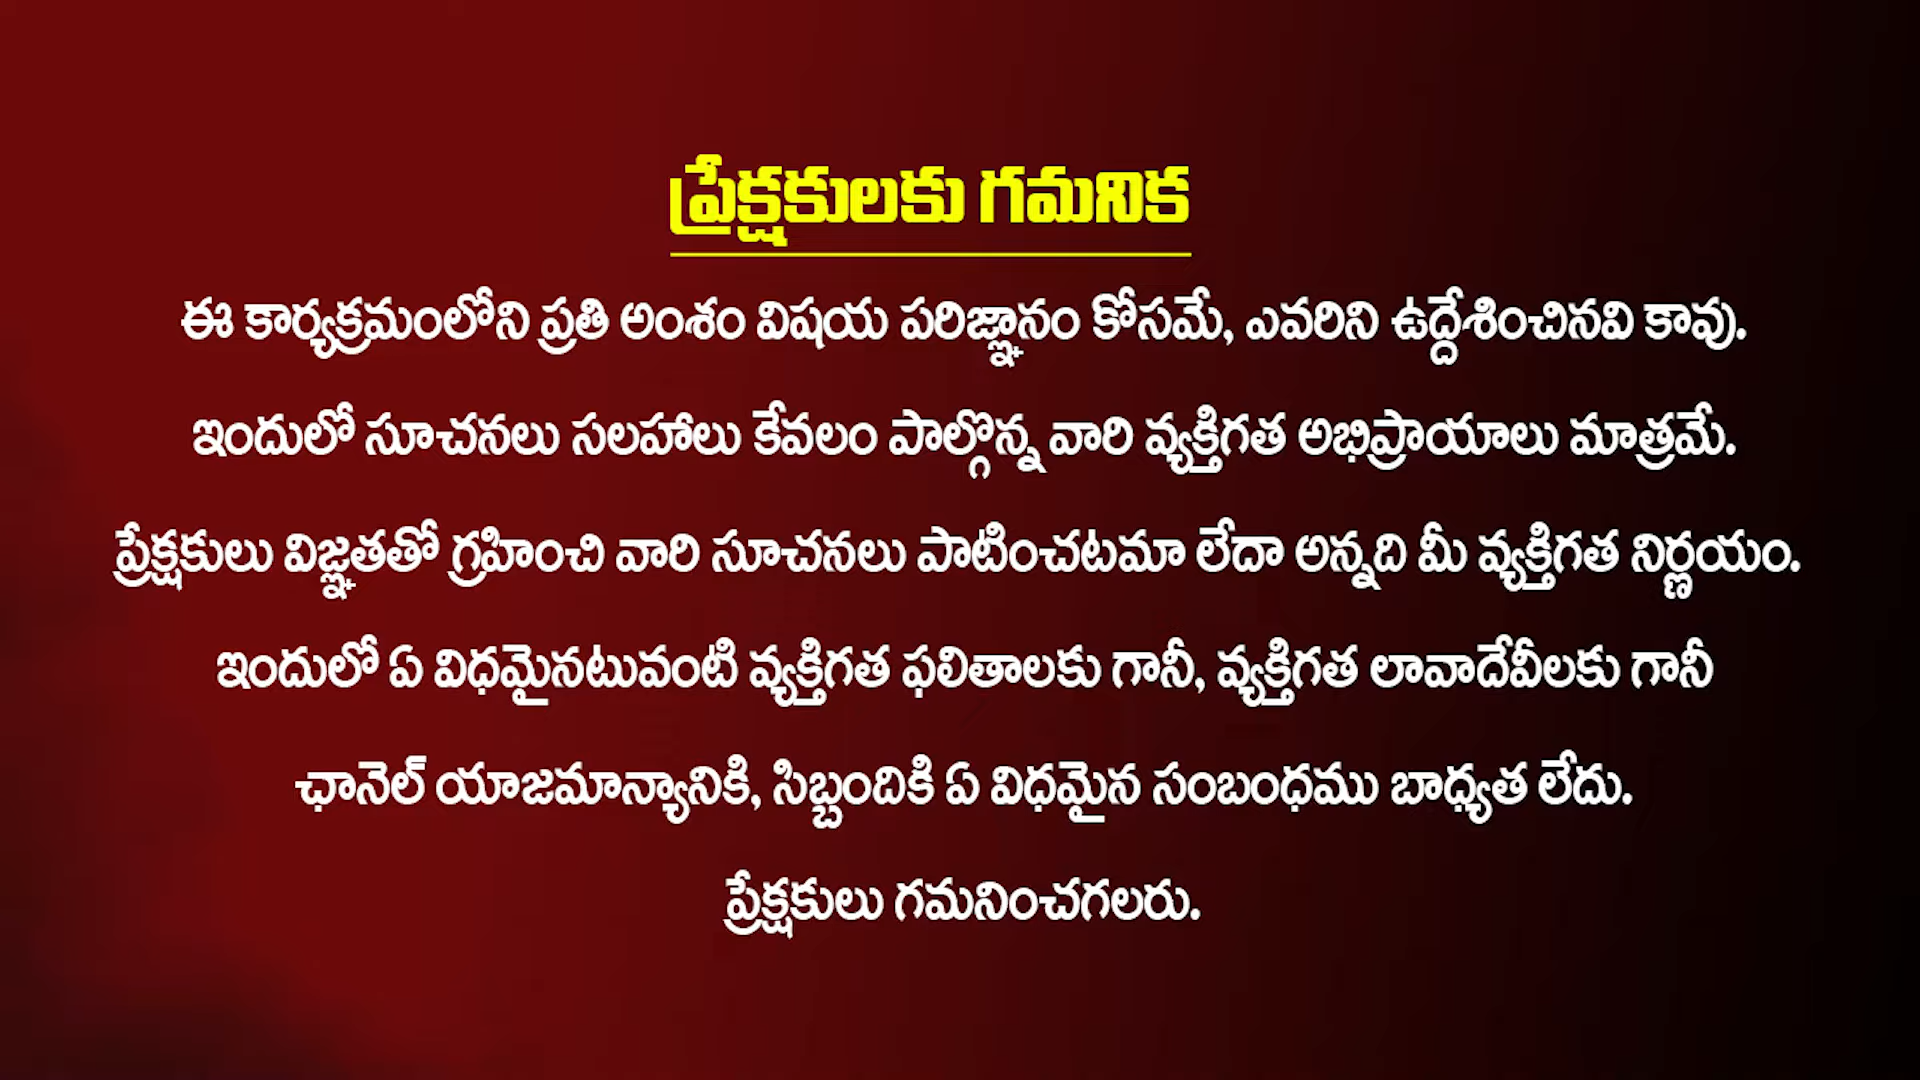 ప్రేక్షకులకు గమనిక
ఈ కార్యక్రమంలోని ప్రతి అంశం విషయ పరిజ్ఞానం కోసమే, ఎవరిని ఉద్దేశించినవి కావు.
ఇందులో సూచనలు సలహాలు కేవలం పాల్గొన్న వారి వ్యక్తిగత అభిప్రాయాలు మాత్రమే.
ప్రేక్షకులు విజ్ఞతతో గ్రహించి వారి సూచనలు పాటించటమా లేదా అన్నది మీ వ్యక్తిగత నిర్ణయం.
ఇందులో ఏ విధమైనటువంటి వ్యక్తిగత ఫలితాలకు గానీ, వ్యక్తిగత లావాదేవీలకు గానీ
ఛానెల్ యాజమాన్యానికి, సిబ్బందికి ఏ విధమైన సంబంధము బాధ్యత లేదు.
ప్రేక్షకులు గమనించగలరు.